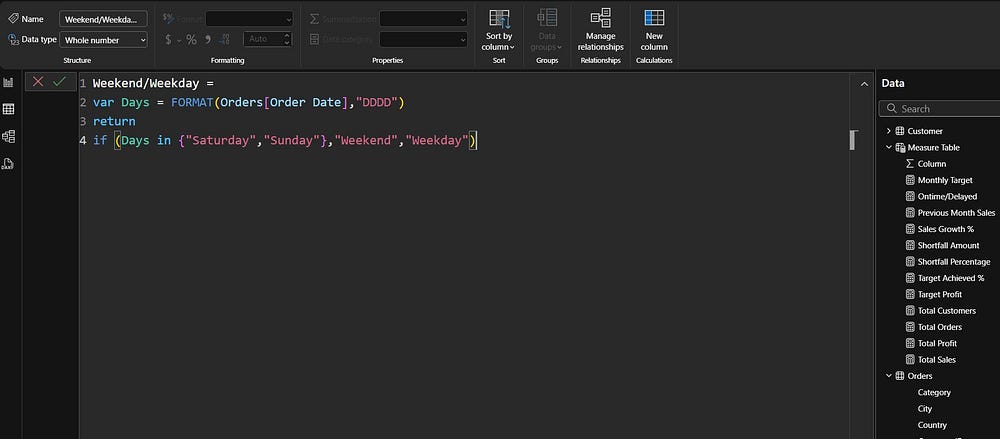 Name
Weekend/Weekda...
Data type
Whole number
Structure
Format
$
%
Auto
Formatting
Summarization
Data category
Properties
Sort by
column
Sort
Data
groups
Groups
Manage
relationships
Relationships
New
column
Calculations
1 Weekend/Weekday =
2 var Days = FORMAT(Orders[Order Date],"DDDD")
3 return
4 if (Days in {"Saturday","Sunday"},"Weekend","Weekday")
Data
Search
Customer
Measure Table
Column
Monthly Target
Ontime/Delayed
Previous Month Sales
Sales Growth %
Shortfall Amount
Shortfall Percentage
Target Achieved %
Target Profit
Total Customers
Total Orders
Total Profit
Total Sales
Orders
Category
City
Country